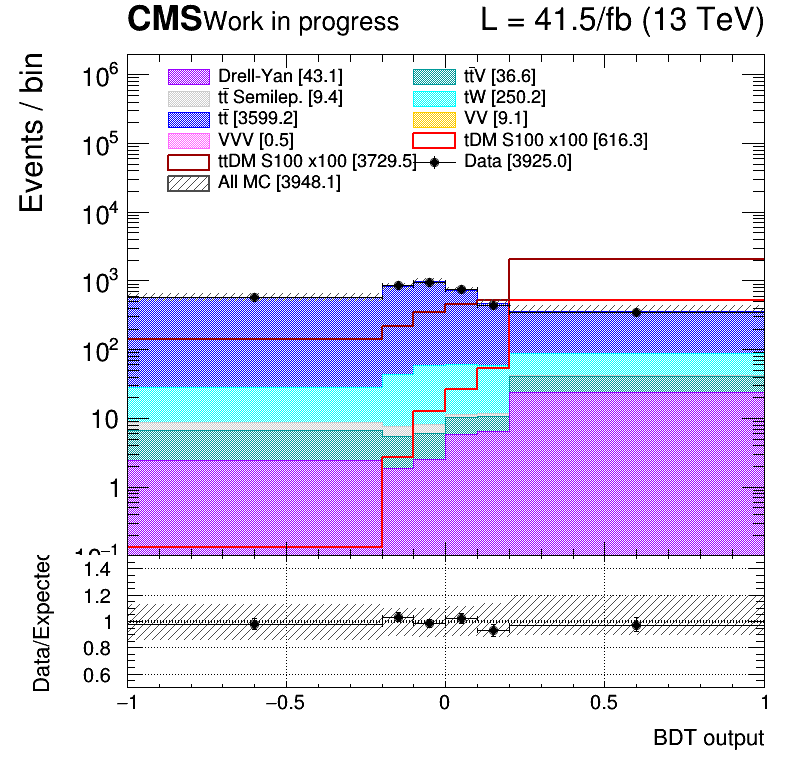 CMS Work in progress L = 41.5/fb (13 TeV)
Events / bin
10⁶
10⁵
10⁴
10³
10²
10
1
10⁻¹
Drell-Yan [43.1] tt̄V [36.6]
tt̄ Semilep. [9.4] tW [250.2]
tt̄ [3599.2] VV [9.1]
VVV [0.5] tDM S100 x100 [616.3]
ttDM S100 x100 [3729.5] Data [3925.0]
All MC [3948.1]
Data/Expected
1.4
1.2
1
0.8
0.6
−1 −0.5 0 0.5 1
BDT output